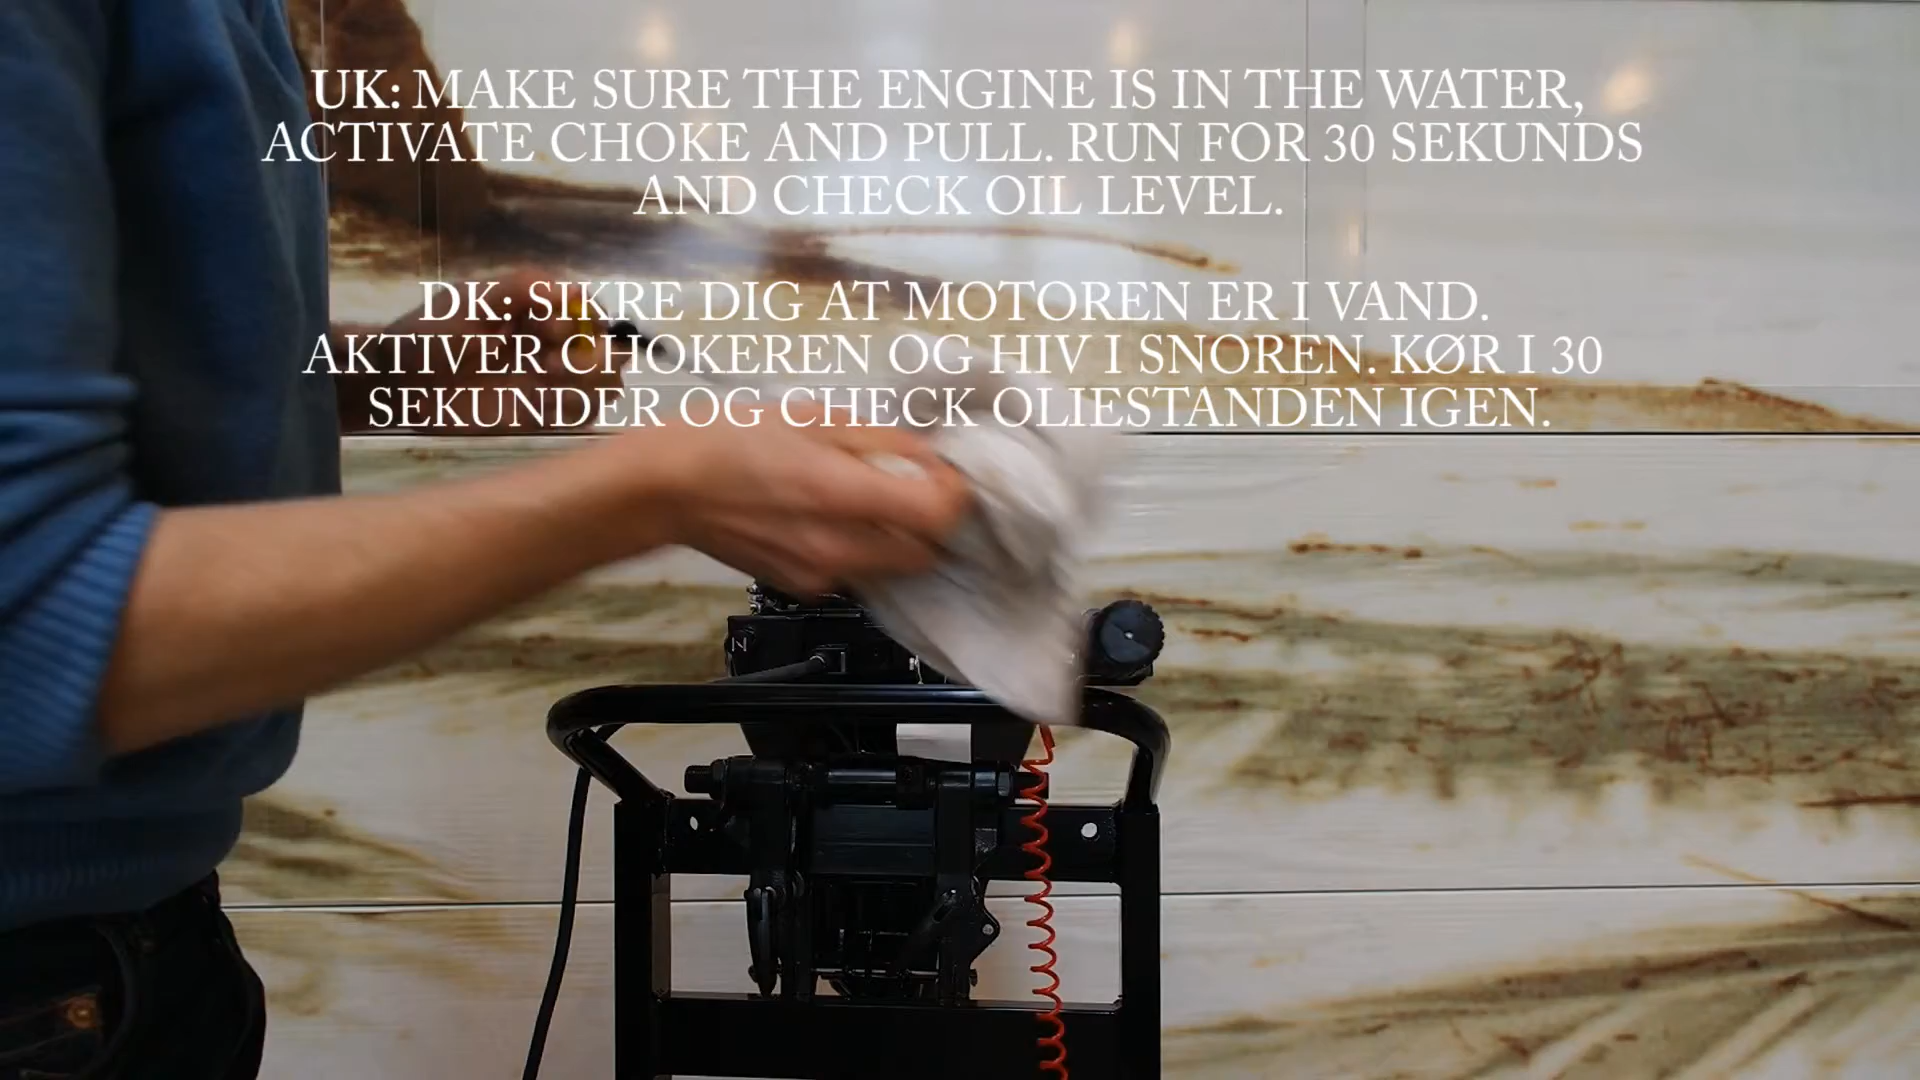 UK: MAKE SURE THE ENGINE IS IN THE WATER,
ACTIVATE CHOKE AND PULL. RUN FOR 30 SEKUNDS
AND CHECK OIL LEVEL.
DK: SIKRE DIG AT MOTOREN ER I VAND.
AKTIVER CHOKEREN OG HIV I SNOREN. KØR I 30
SEKUNDER OG CHECK OLIESTANDEN IGEN.
N